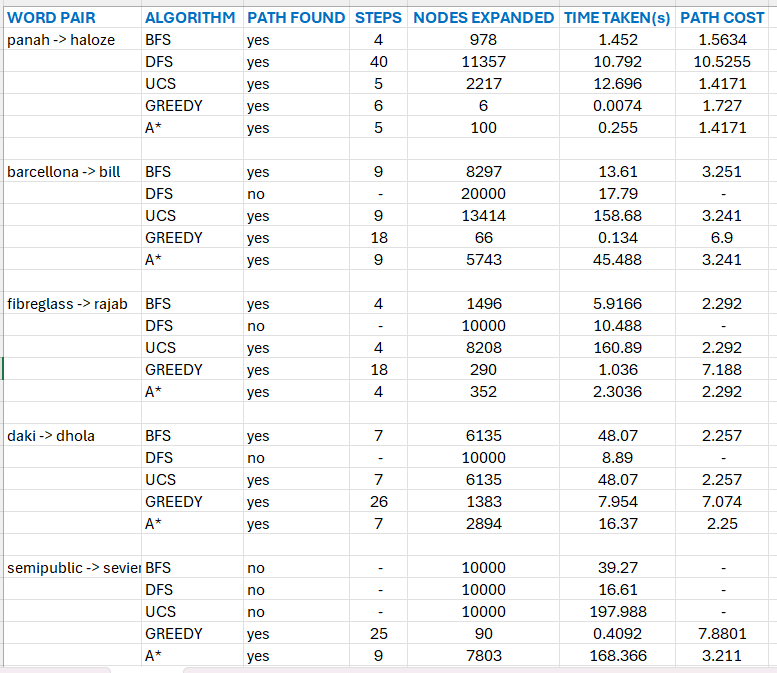 WORD PAIR ALGORITHM PATH FOUND STEPS NODES EXPANDED TIME TAKEN(s) PATH COST
panah -> haloze BFS yes 4 978 1.452 1.5634
DFS yes 40 11357 10.792 10.5255
UCS yes 5 2217 12.696 1.4171
GREEDY yes 6 6 0.0074 1.727
A* yes 5 100 0.255 1.4171
barcellona -> bill BFS yes 9 8297 13.61 3.251
DFS no - 20000 17.79 -
UCS yes 9 13414 158.68 3.241
GREEDY yes 18 66 0.134 6.9
A* yes 9 5743 45.488 3.241
fibreglass -> rajab BFS yes 4 1496 5.9166 2.292
DFS no - 10000 10.488 -
UCS yes 4 8208 160.89 2.292
GREEDY yes 18 290 1.036 7.188
A* yes 4 352 2.3036 2.292
daki -> dhola BFS yes 7 6135 48.07 2.257
DFS no - 10000 8.89 -
UCS yes 7 6135 48.07 2.257
GREEDY yes 26 1383 7.954 7.074
A* yes 7 2894 16.37 2.25
semipublic -> sevier BFS no - 10000 39.27 -
DFS no - 10000 16.61 -
UCS no - 10000 197.988 -
GREEDY yes 25 90 0.4092 7.8801
A* yes 9 7803 168.366 3.211